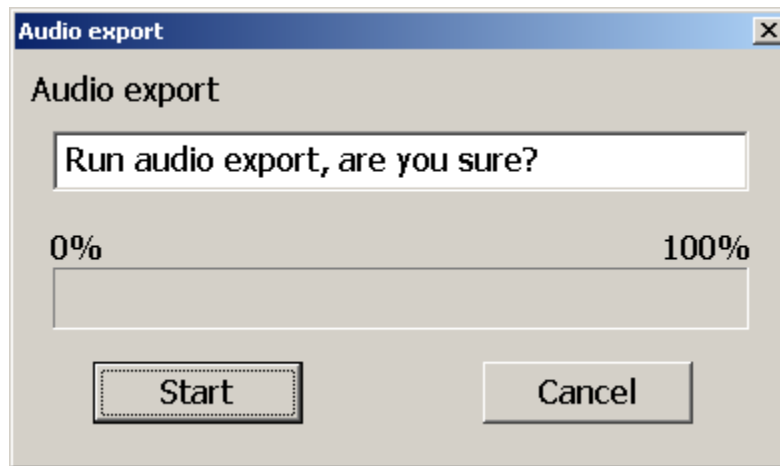 Audio export
Audio export
Run audio export, are you sure?
0% 100%
Start Cancel